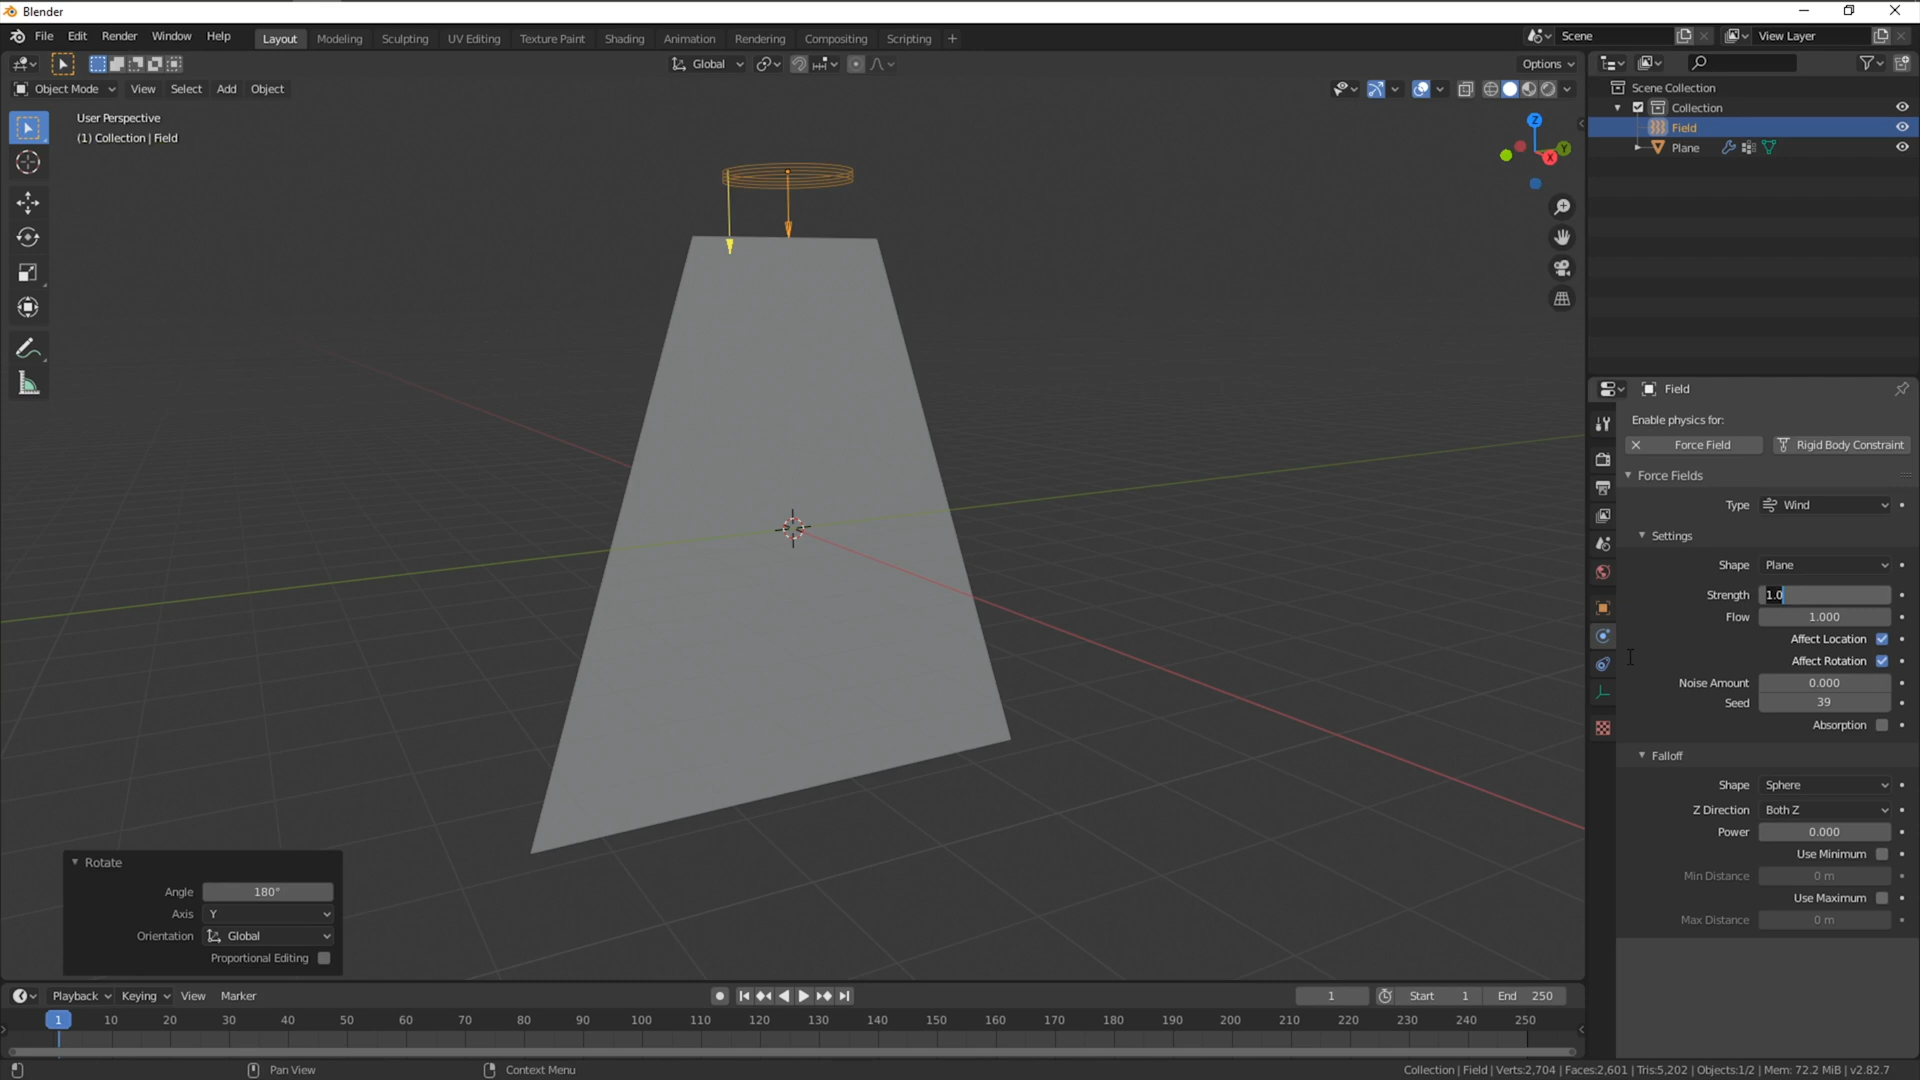 Blender
File Edit Render Window Help
Layout Modeling Sculpting UV Editing Texture Paint Shading Animation Rendering Compositing Scripting +
Scene
View Layer
Global
Options
Object Mode View Select Add Object
User Perspective
(1) Collection | Field
Z
Y
X
Scene Collection
Collection
Field
Plane
Field
Enable physics for:
Force Field
Rigid Body Constraint
Force Fields
Type Wind
Settings
Shape Plane
Strength 1.0
Flow 1.000
Affect Location
Affect Rotation
Noise Amount 0.000
Seed 39
Absorption
Falloff
Shape Sphere
Z Direction Both Z
Power 0.000
Use Minimum
Min Distance 0 m
Use Maximum
Max Distance 0 m
Rotate
Angle 180°
Axis Y
Orientation Global
Proportional Editing
Playback Keying View Marker
1
Start 1
End 250
1 10 20 30 40 50 60 70 80 90 100 110 120 130 140 150 160 170 180 190 200 210 220 230 240 250
Pan View
Context Menu
Collection | Field | Verts:2,704 | Faces:2,601 | Tris:5,202 | Objects:1/2 | Mem: 72.2 MiB | v2.82.7